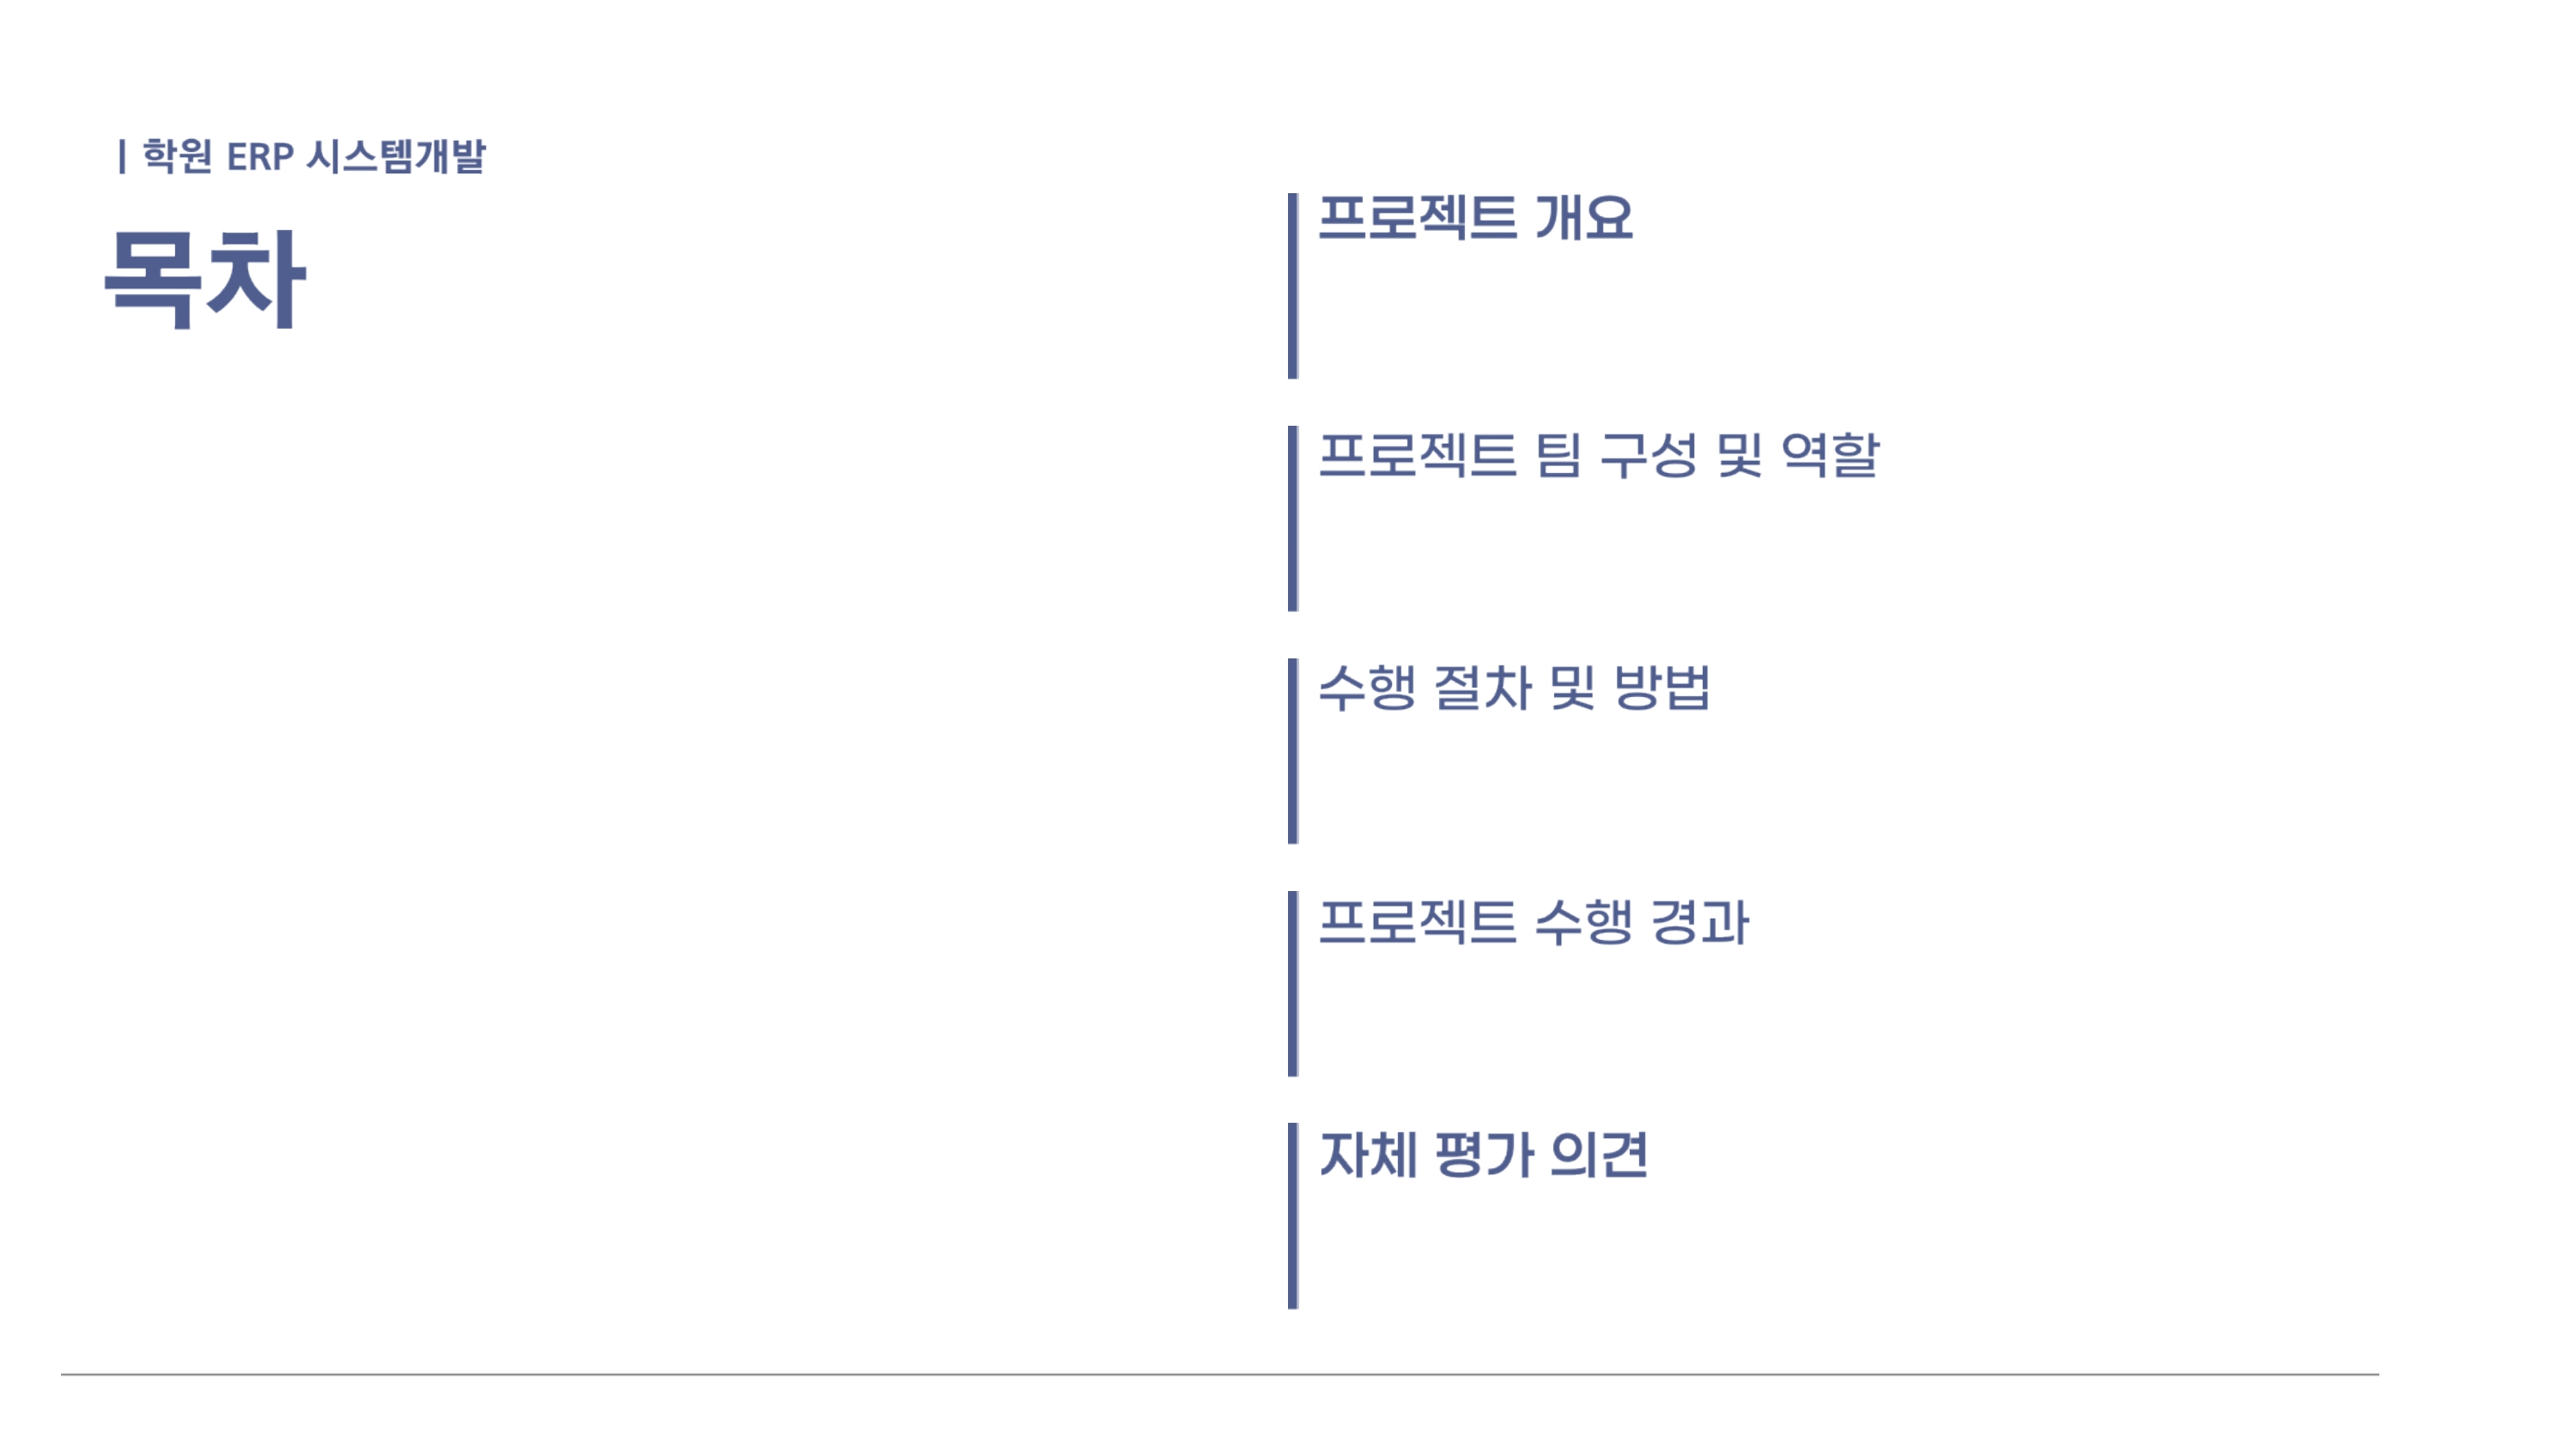 | 학원 ERP 시스템개발
목차
프로젝트 개요
프로젝트 팀 구성 및 역할
수행 절차 및 방법
프로젝트 수행 경과
자체 평가 의견